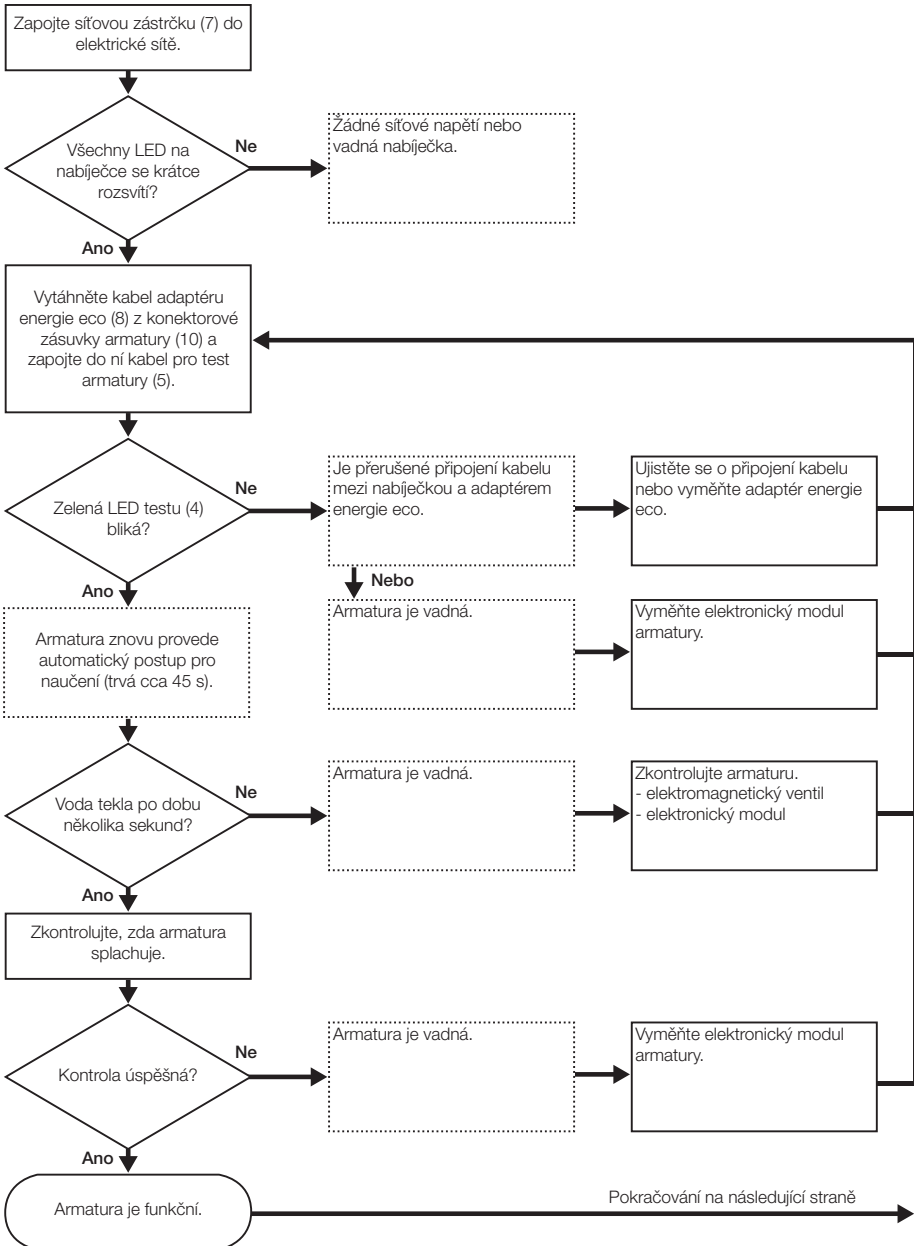 Zapojte síťovou zástrčku (7) do
elektrické sítě.
Všechny LED na
nabíječce se krátce
rozsvítí?
Ne
Žádné síťové napětí nebo
vadná nabíječka.
Ano
Vytáhněte kabel adaptéru
energie eco (8) z konektorové
zásuvky armatury (10) a
zapojte do ní kabel pro test
armatury (5).
Zelená LED testu (4)
bliká?
Ne
Je přerušené připojení kabelu
mezi nabíječkou a adaptérem
energie eco.
Ujistěte se o připojení kabelu
nebo vyměňte adaptér energie
eco.
Nebo
Armatura je vadná.
Vyměňte elektronický modul
armatury.
Ano
Armatura znovu provede
automatický postup pro
naučení (trvá cca 45 s).
Voda tekla po dobu
několika sekund?
Ne
Armatura je vadná.
Zkontrolujte armaturu.
- elektromagnetický ventil
- elektronický modul
Ano
Zkontrolujte, zda armatura
splachuje.
Kontrola úspěšná?
Ne
Armatura je vadná.
Vyměňte elektronický modul
armatury.
Ano
Armatura je funkční.
Pokračování na následující straně